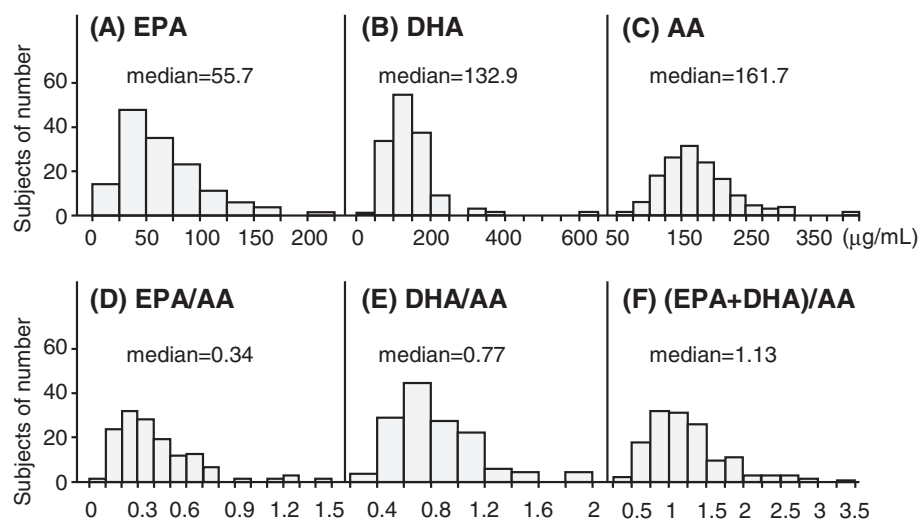 (A) EPA (B) DHA (C) AA
median=55.7 median=132.9 median=161.7
Subjects of number
60
40
20
0
0 50 100 150 200 0 200 400 600 50 150 250 350 (μg/mL)
(D) EPA/AA (E) DHA/AA (F) (EPA+DHA)/AA
median=0.34 median=0.77 median=1.13
Subjects of number
60
40
20
0
0 0.3 0.6 0.9 1.2 1.5 0.4 0.8 1.2 1.6 2 0.5 1 1.5 2 2.5 3 3.5